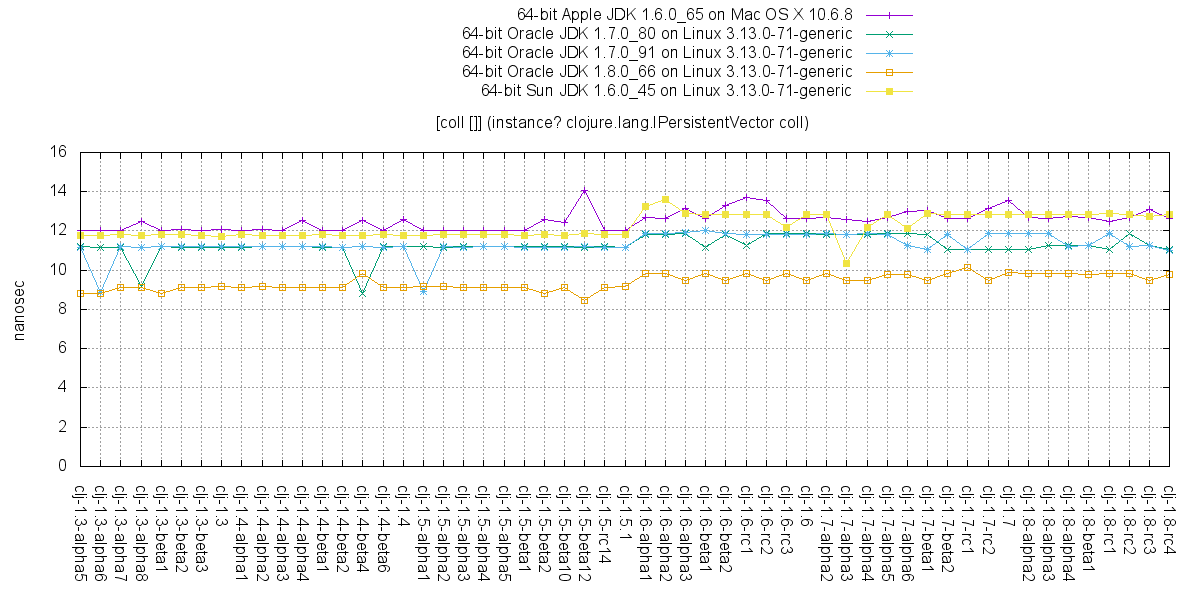 64-bit Apple JDK 1.6.0_65 on Mac OS X 10.6.8
64-bit Oracle JDK 1.7.0_80 on Linux 3.13.0-71-generic
64-bit Oracle JDK 1.7.0_91 on Linux 3.13.0-71-generic
64-bit Oracle JDK 1.8.0_66 on Linux 3.13.0-71-generic
64-bit Sun JDK 1.6.0_45 on Linux 3.13.0-71-generic
[coll []] (instance? clojure.lang.IPersistentVector coll)
16
14
12
10
8
6
4
2
0
nanosec
clj-1.3-alpha5
clj-1.3-alpha6
clj-1.3-alpha7
clj-1.3-alpha8
clj-1.3-beta1
clj-1.3-beta2
clj-1.3-beta3
clj-1.3
clj-1.4-alpha1
clj-1.4-alpha2
clj-1.4-alpha3
clj-1.4-alpha4
clj-1.4-beta1
clj-1.4-beta2
clj-1.4-beta4
clj-1.4-beta6
clj-1.4
clj-1.5-alpha1
clj-1.5-alpha2
clj-1.5-alpha3
clj-1.5-alpha4
clj-1.5-alpha5
clj-1.5-beta1
clj-1.5-beta2
clj-1.5-beta10
clj-1.5-beta12
clj-1.5-rc14
clj-1.5.1
clj-1.6-alpha1
clj-1.6-alpha2
clj-1.6-alpha3
clj-1.6-beta1
clj-1.6-beta2
clj-1.6-rc1
clj-1.6-rc2
clj-1.6-rc3
clj-1.6
clj-1.7-alpha2
clj-1.7-alpha3
clj-1.7-alpha4
clj-1.7-alpha5
clj-1.7-alpha6
clj-1.7-beta1
clj-1.7-beta2
clj-1.7-rc1
clj-1.7-rc2
clj-1.7
clj-1.8-alpha2
clj-1.8-alpha3
clj-1.8-alpha4
clj-1.8-beta1
clj-1.8-rc1
clj-1.8-rc2
clj-1.8-rc3
clj-1.8-rc4